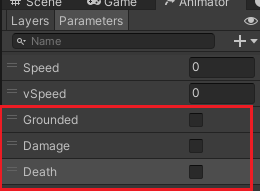 Scene Game Animator
Layers Parameters
Name
Speed 0
vSpeed 0
Grounded
Damage
Death